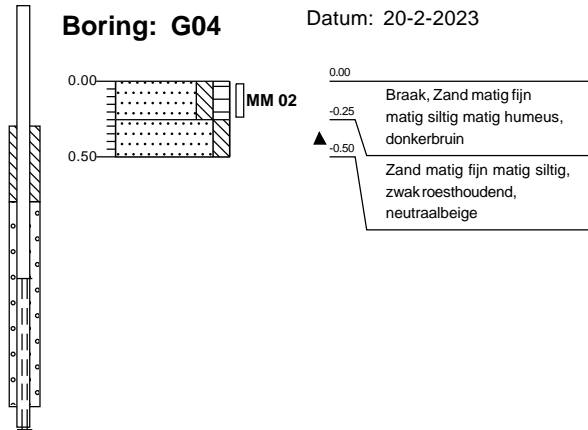 Boring: G04
Datum: 20-2-2023
0.00
0.50
MM 02
0.00
Braak, Zand matig fijn
matig siltig matig humeus,
donkerbruin
-0.25
-0.50
Zand matig fijn matig siltig,
zwak roesthoudend,
neutraalbeige